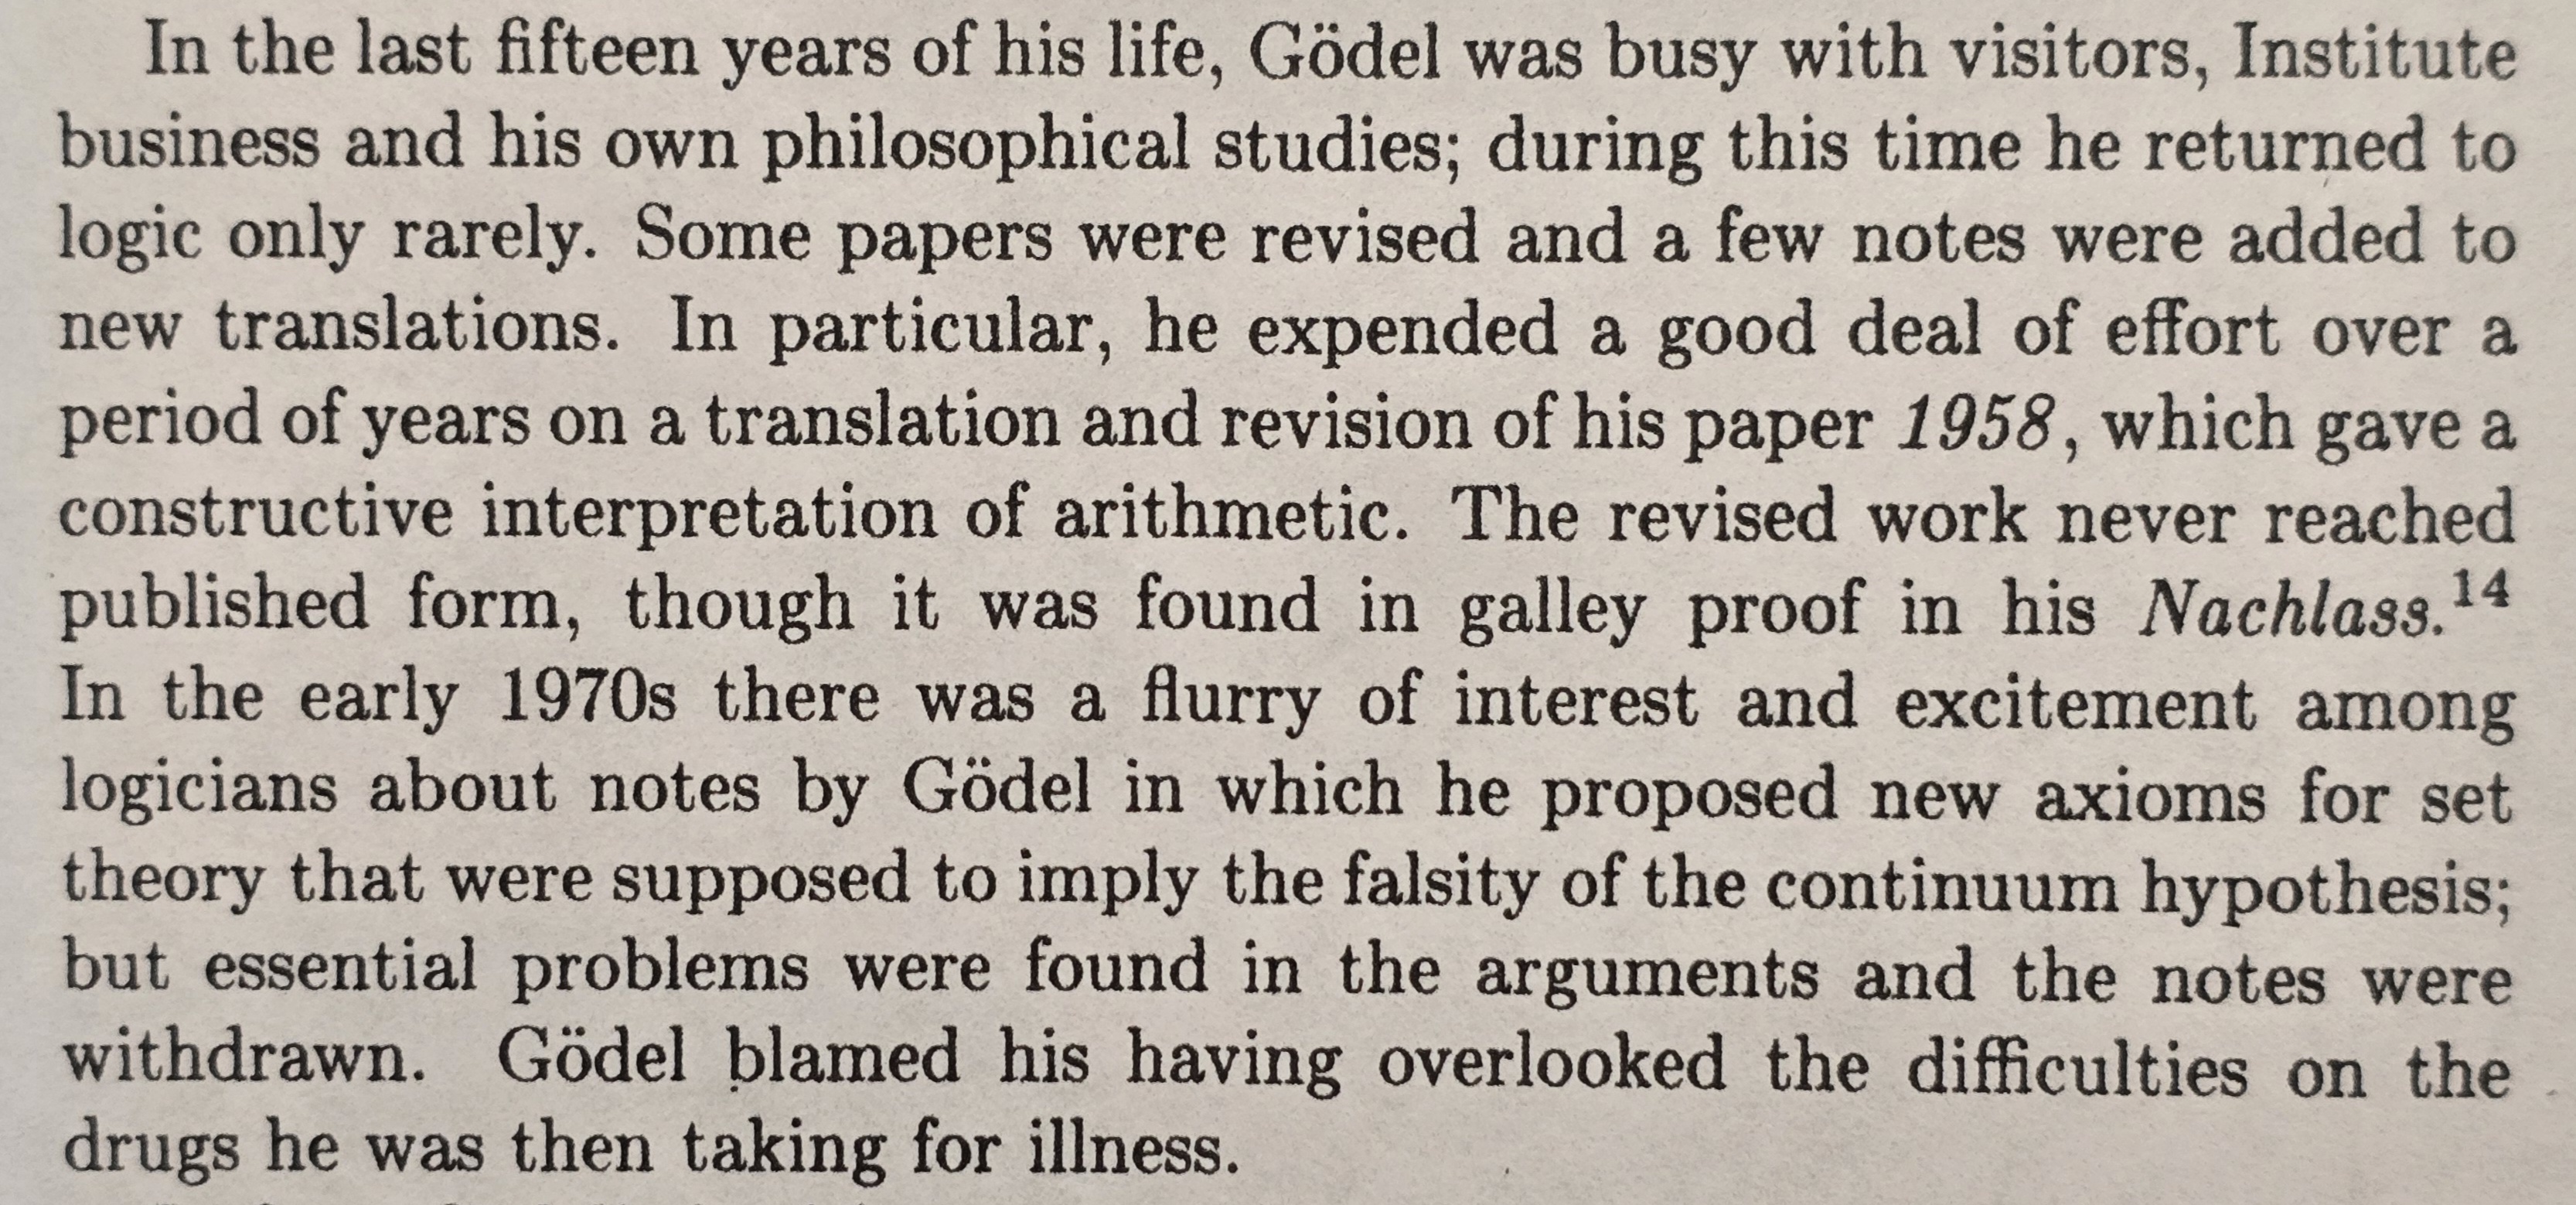 In the last fifteen years of his life, Gödel was busy with visitors, Institute
business and his own philosophical studies; during this time he returned to
logic only rarely. Some papers were revised and a few notes were added to
new translations. In particular, he expended a good deal of effort over a
period of years on a translation and revision of his paper 1958, which gave a
constructive interpretation of arithmetic. The revised work never reached
published form, though it was found in galley proof in his Nachlass.¹⁴
In the early 1970s there was a flurry of interest and excitement among
logicians about notes by Gödel in which he proposed new axioms for set
theory that were supposed to imply the falsity of the continuum hypothesis;
but essential problems were found in the arguments and the notes were
withdrawn. Gödel blamed his having overlooked the difficulties on the
drugs he was then taking for illness.